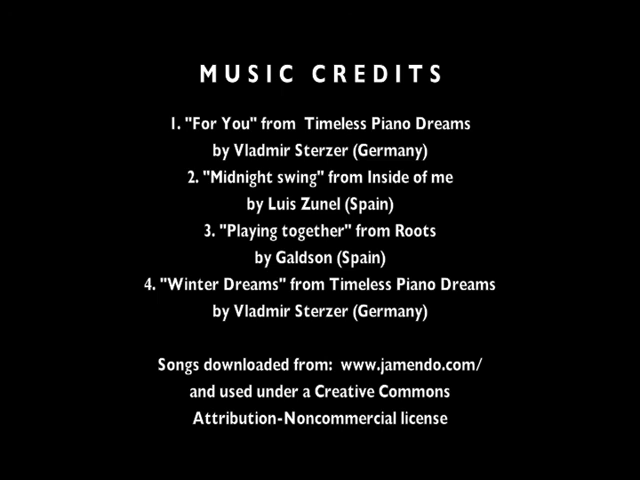 MUSIC CREDITS
1. "For You" from Timeless Piano Dreams
by Vladmir Sterzer (Germany)
2. "Midnight swing" from Inside of me
by Luis Zunel (Spain)
3. "Playing together" from Roots
by Galdson (Spain)
4. "Winter Dreams" from Timeless Piano Dreams
by Vladmir Sterzer (Germany)
Songs downloaded from: www.jamendo.com/
and used under a Creative Commons
Attribution-Noncommercial license